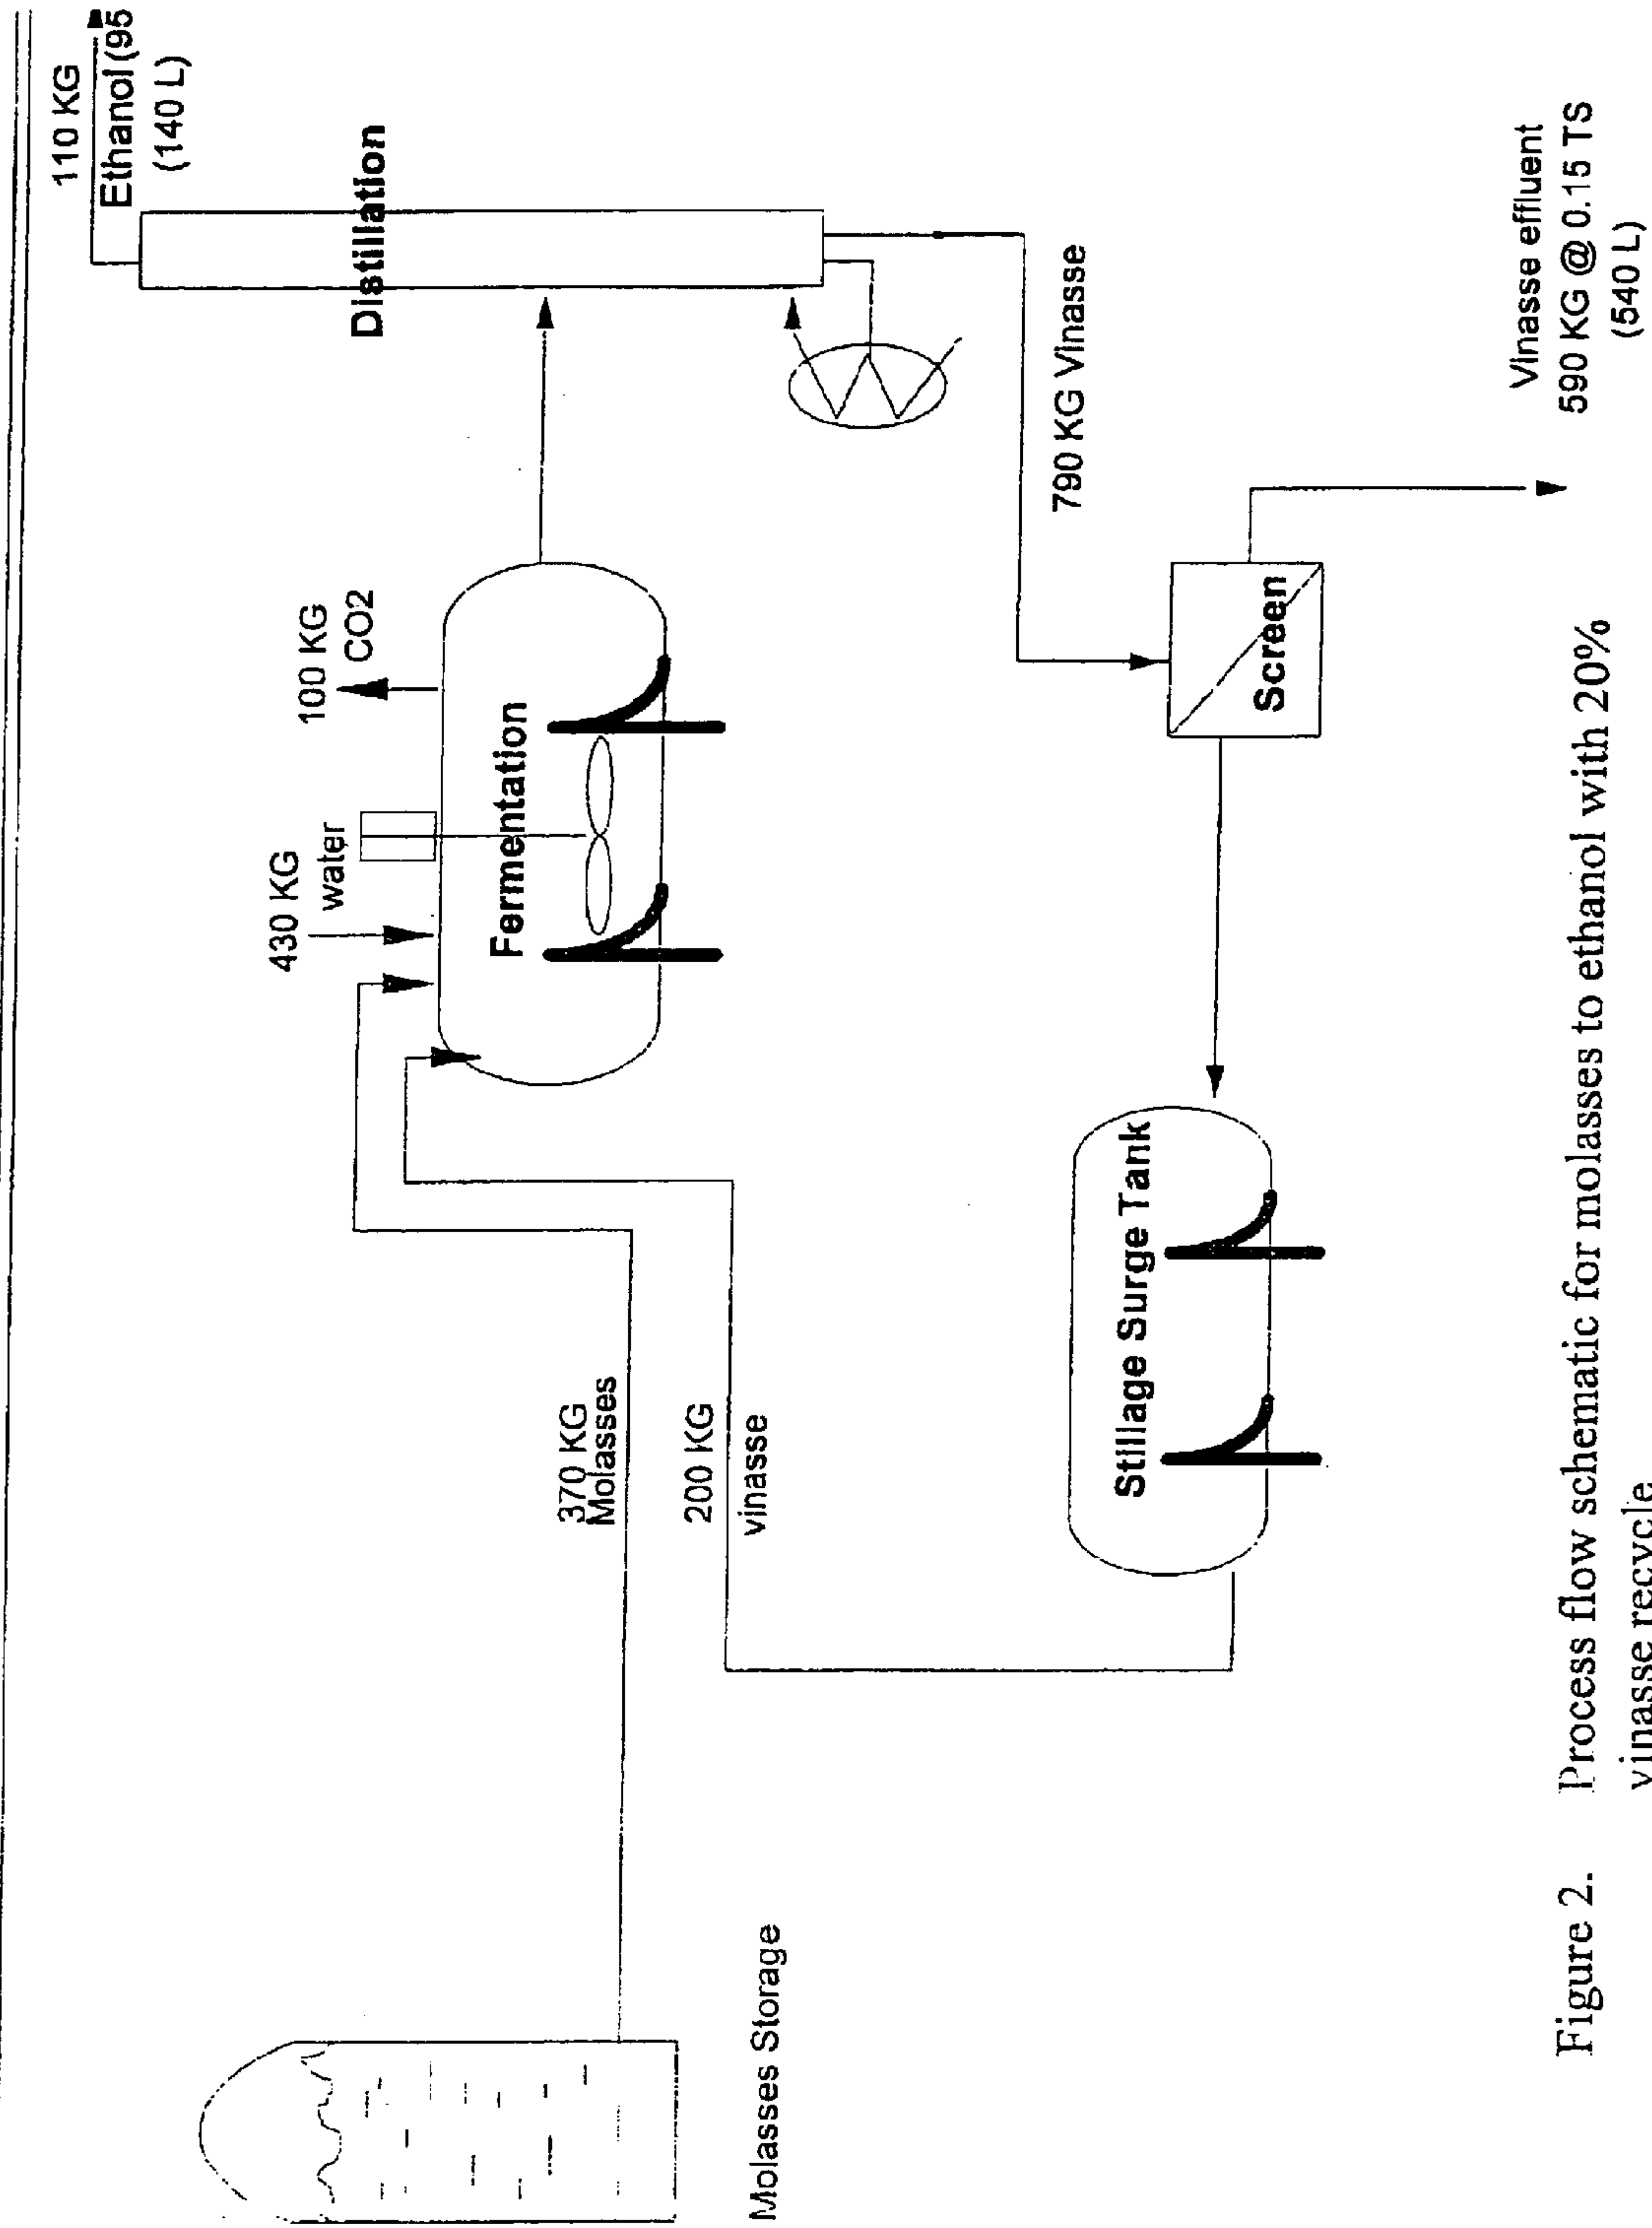 110 KG
Ethanol (95
(140 L)
Distillation
100 KG
CO2
430 KG
water
Fermentation
370 KG
Molasses
200 KG
vinasse
790 KG Vinasse
Molasses Storage
Stillage Surge Tank
Screen
Vinasse effluent
590 KG @ 0.15 TS
(540 L)
Figure 2. Process flow schematic for molasses to ethanol with 20%
vinasse recycle